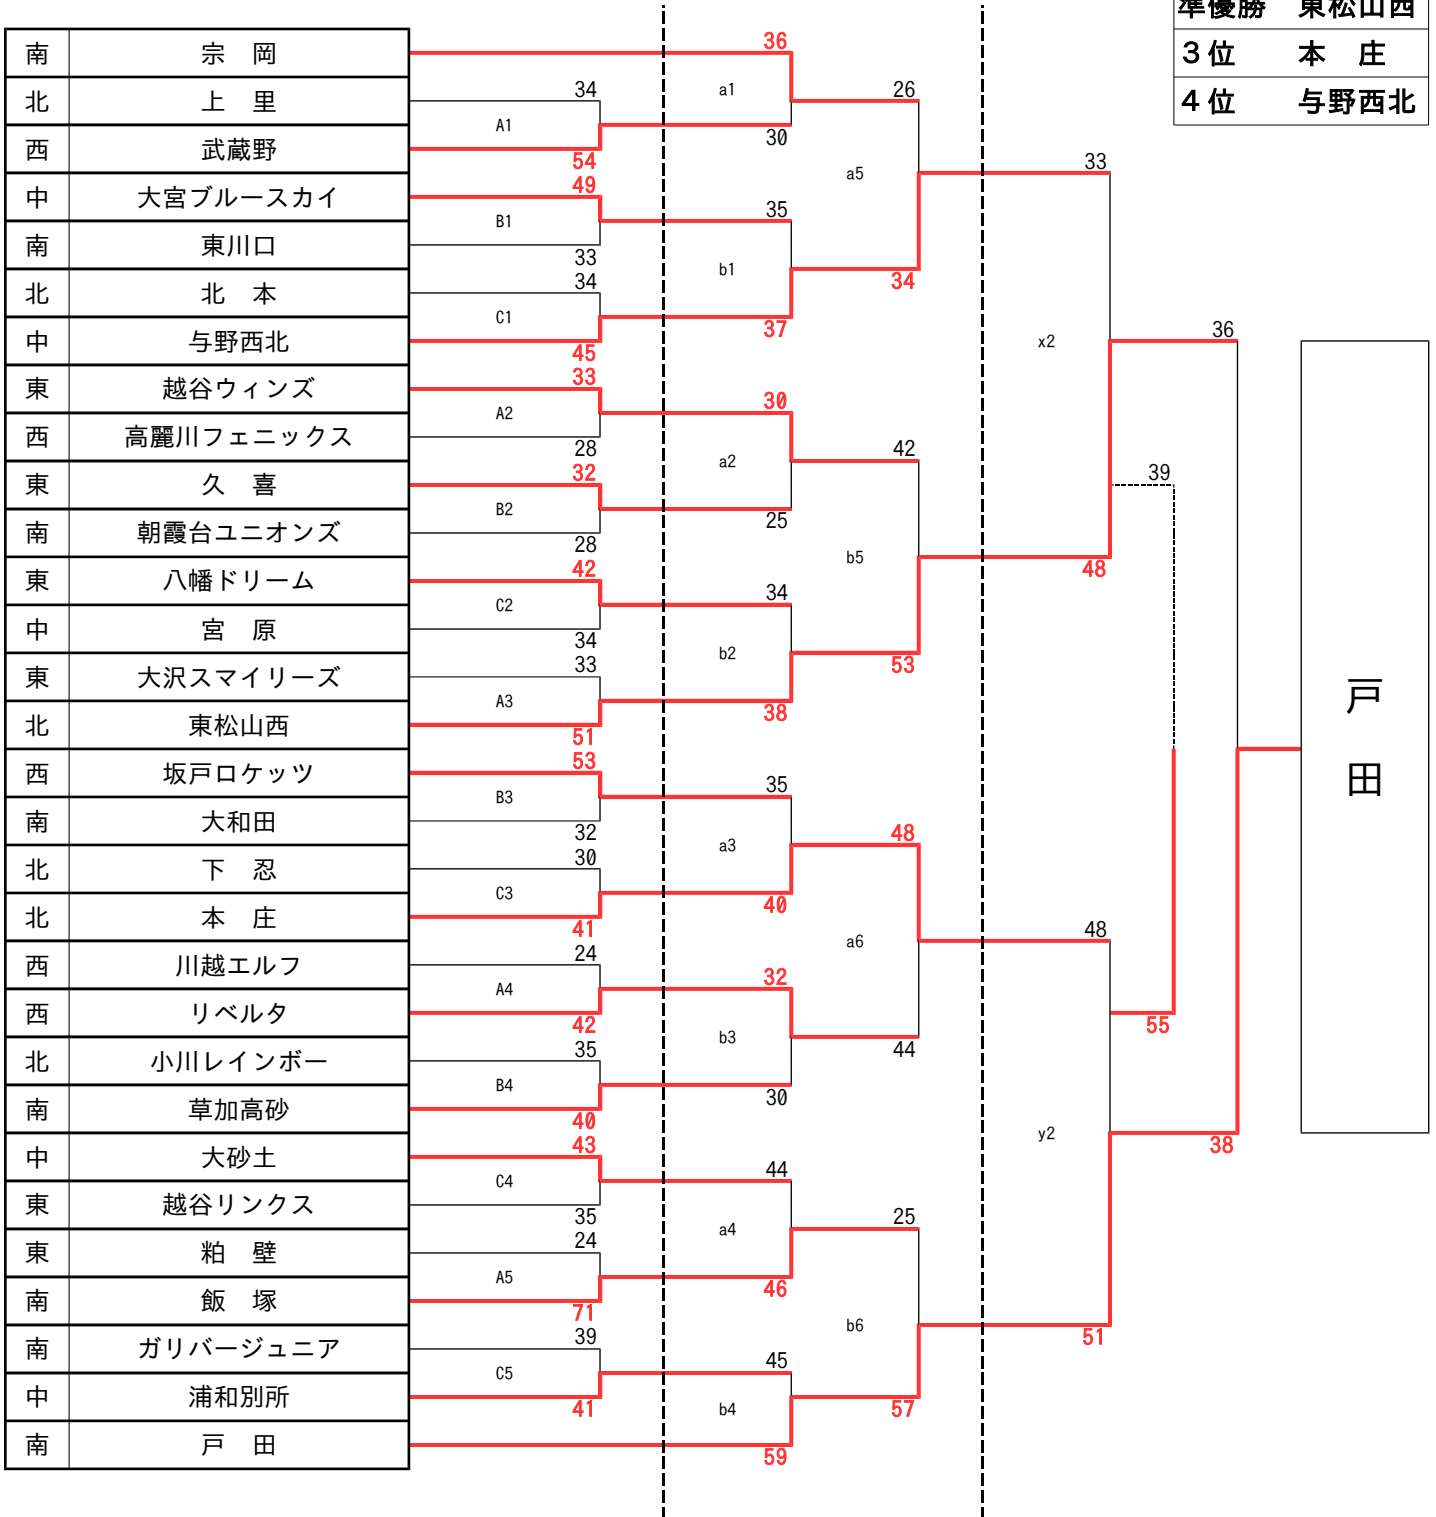 準優勝 東松山西
3位 本 庄
4位 与野西北
南 宗 岡
北 上 里
西 武蔵野
中 大宮ブルースカイ
南 東川口
北 北 本
中 与野西北
東 越谷ウィンズ
西 高麗川フェニックス
東 久 喜
南 朝霞台ユニオンズ
東 八幡ドリーム
中 宮 原
東 大沢スマイリーズ
北 東松山西
西 坂戸ロケッツ
南 大和田
北 下 忍
北 本 庄
西 川越エルフ
西 リベルタ
北 小川レインボー
南 草加高砂
中 大砂土
東 越谷リンクス
東 粕 壁
南 飯 塚
南 ガリバージュニア
中 浦和別所
南 戸 田
34
A1
54
49
B1
33
34
C1
45
33
A2
28
32
B2
28
42
C2
34
33
A3
51
53
B3
32
30
C3
41
24
A4
42
35
B4
40
43
C4
35
24
A5
71
39
C5
41
36
a1
30
35
b1
37
30
a2
25
34
b2
38
35
a3
40
32
b3
30
44
a4
46
45
b4
59
26
a5
34
42
b5
53
48
a6
44
25
b6
57
33
x2
48
48
y2
51
39
55
36
38
戸
田